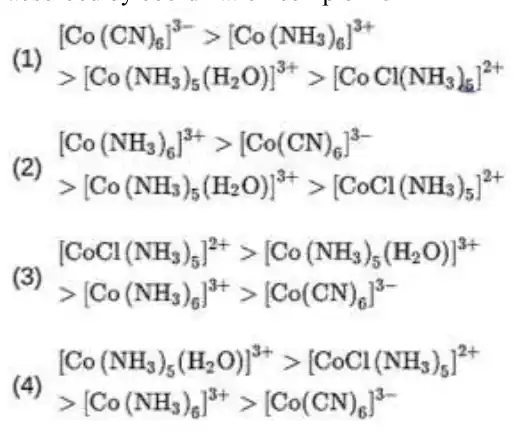 (1) [Co (CN)₆]³⁻ > [Co (NH₃)₆]³⁺
> [Co (NH₃)₅(H₂O)]³⁺ > [Co Cl(NH₃)₅]²⁺
(2) [Co (NH₃)₆]³⁺ > [Co(CN)₆]³⁻
> [Co (NH₃)₅(H₂O)]³⁺ > [CoCl(NH₃)₅]²⁺
(3) [CoCl(NH₃)₅]²⁺ > [Co (NH₃)₅(H₂O)]³⁺
> [Co (NH₃)₆]³⁺ > [Co(CN)₆]³⁻
(4) [Co (NH₃)₅(H₂O)]³⁺ > [CoCl(NH₃)₅]²⁺
> [Co (NH₃)₆]³⁺ > [Co(CN)₆]³⁻